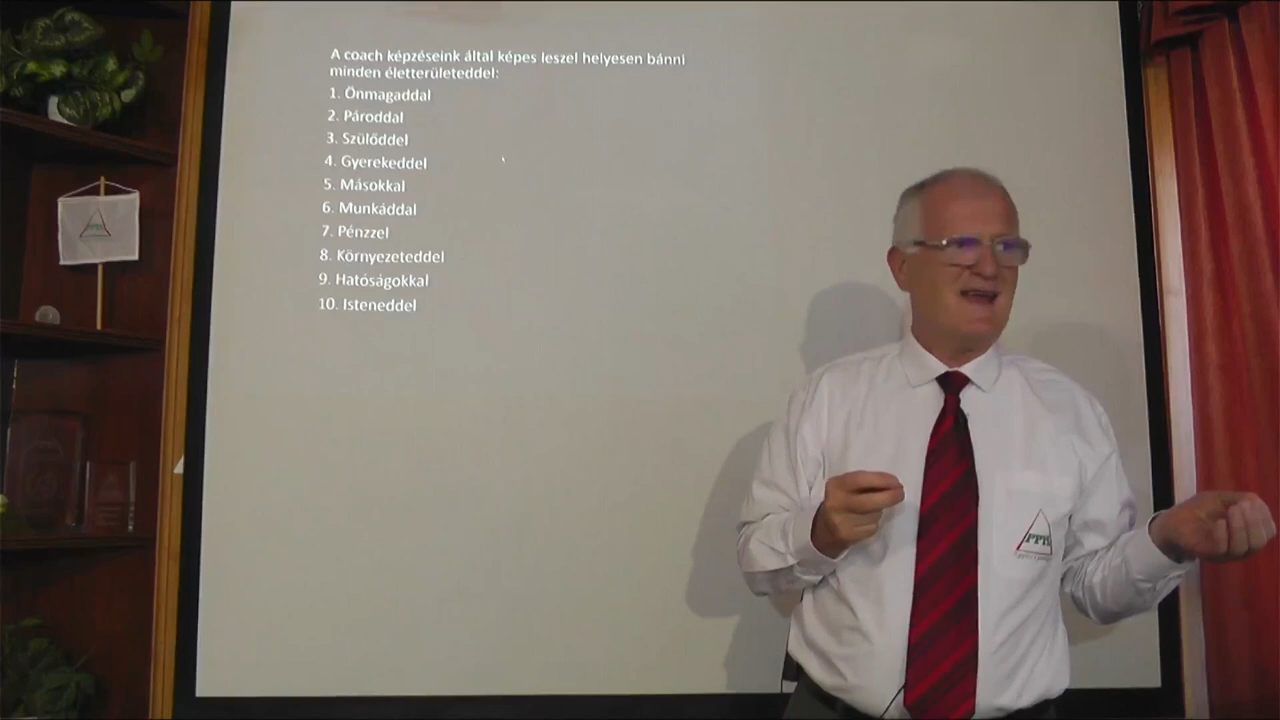 A coach képzéseink által képes leszel helyesen bánni
minden életterületeddel:
1. Önmagaddal
2. Pároddal
3. Szülőddel
4. Gyerekeddel
5. Másokkal
6. Munkáddal
7. Pénzzel
8. Környezeteddel
9. Hatóságokkal
10. Isteneddel
PPK